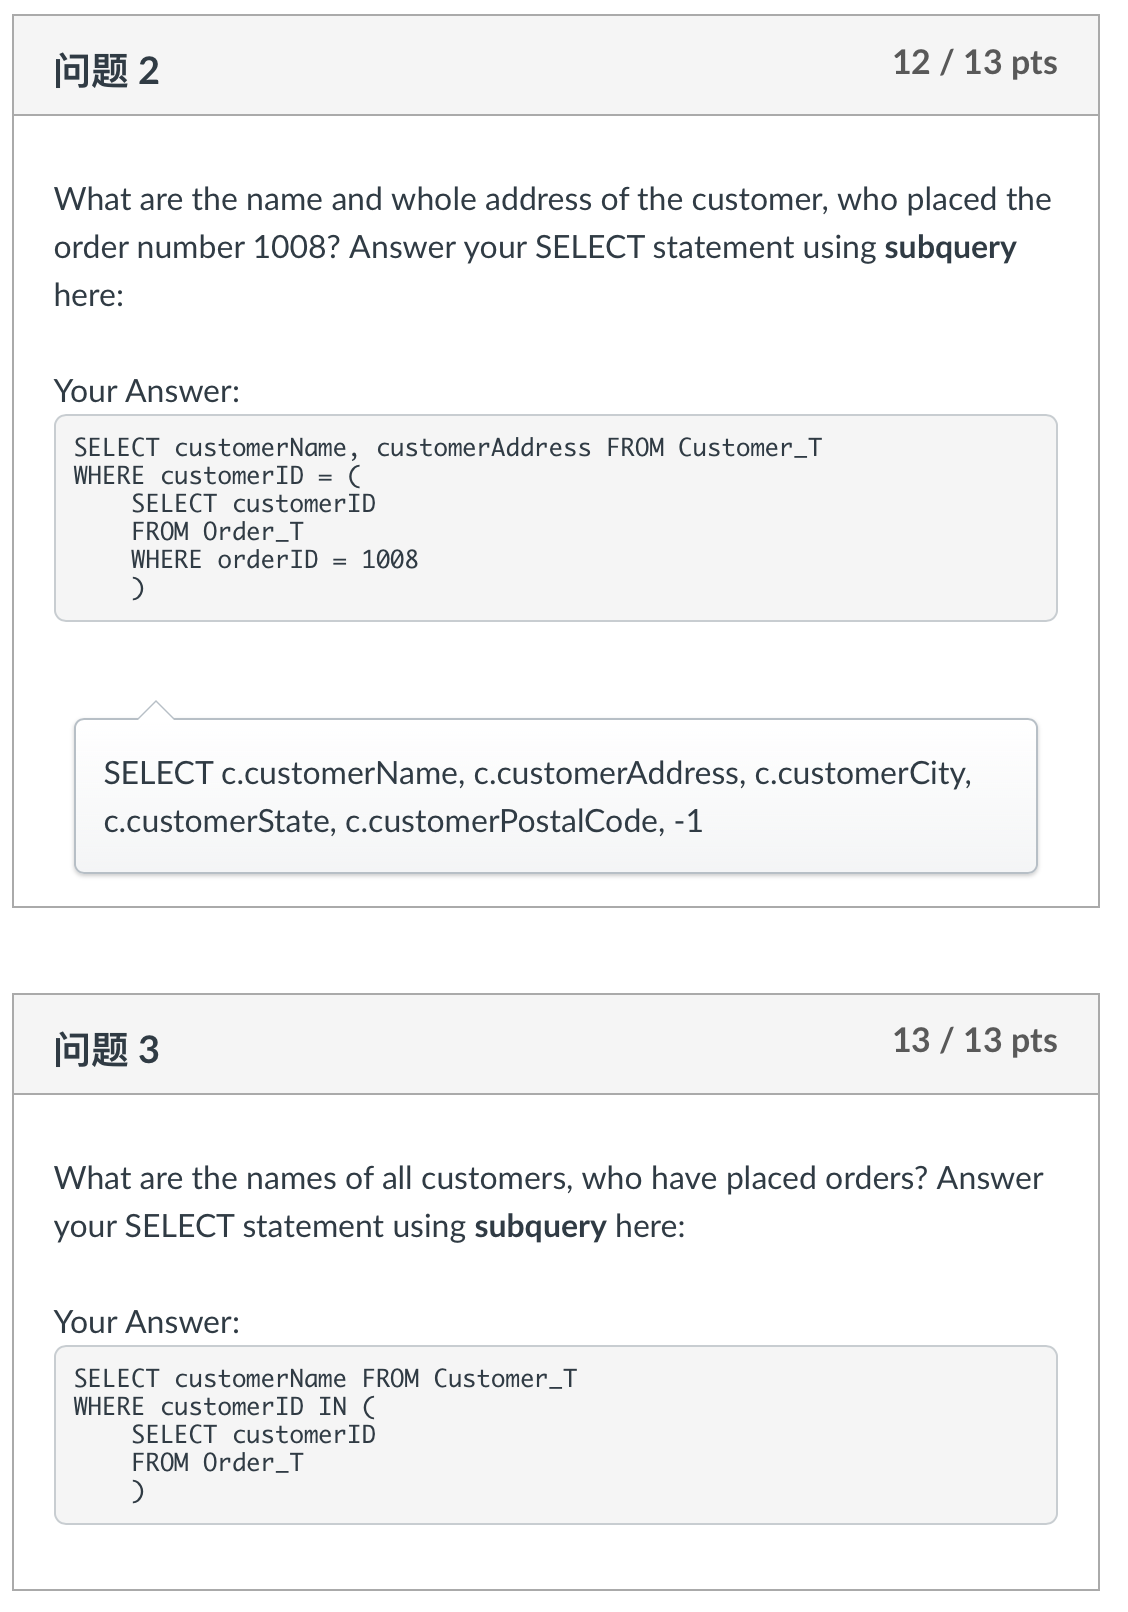 问题 2
12 / 13 pts
What are the name and whole address of the customer, who placed the
order number 1008? Answer your SELECT statement using subquery
here:
Your Answer:
SELECT customerName, customerAddress FROM Customer_T
WHERE customerID = (
    SELECT customerID
    FROM Order_T
    WHERE orderID = 1008
    )
SELECT c.customerName, c.customerAddress, c.customerCity,
c.customerState, c.customerPostalCode, -1
问题 3
13 / 13 pts
What are the names of all customers, who have placed orders? Answer
your SELECT statement using subquery here:
Your Answer:
SELECT customerName FROM Customer_T
WHERE customerID IN (
    SELECT customerID
    FROM Order_T
    )